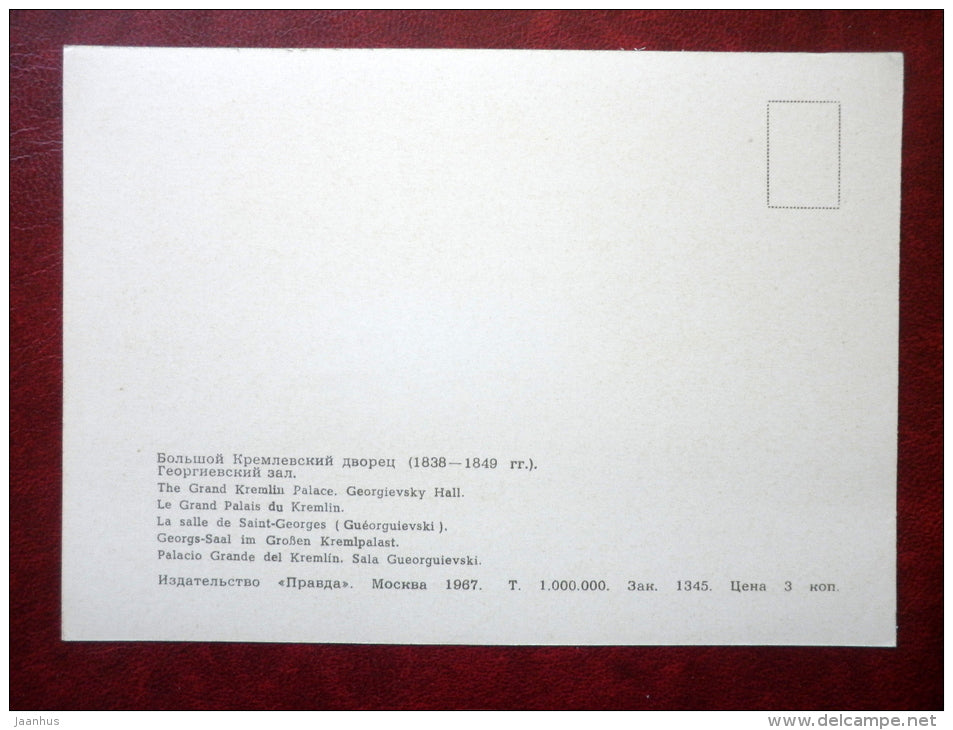 Большой Кремлевский дворец (1838—1849 гг.).
Георгиевский зал.
The Grand Kremlin Palace. Georgievsky Hall.
Le Grand Palais du Kremlin.
La salle de Saint-Georges (Guéorguievski).
Georgs-Saal im Großen Kremlpalast.
Palacio Grande del Kremlín. Sala Gueorguievski.
Издательство «Правда». Москва 1967. Т. 1.000.000. Зак. 1345. Цена 3 коп.
jaanhus
www.delcampe.net